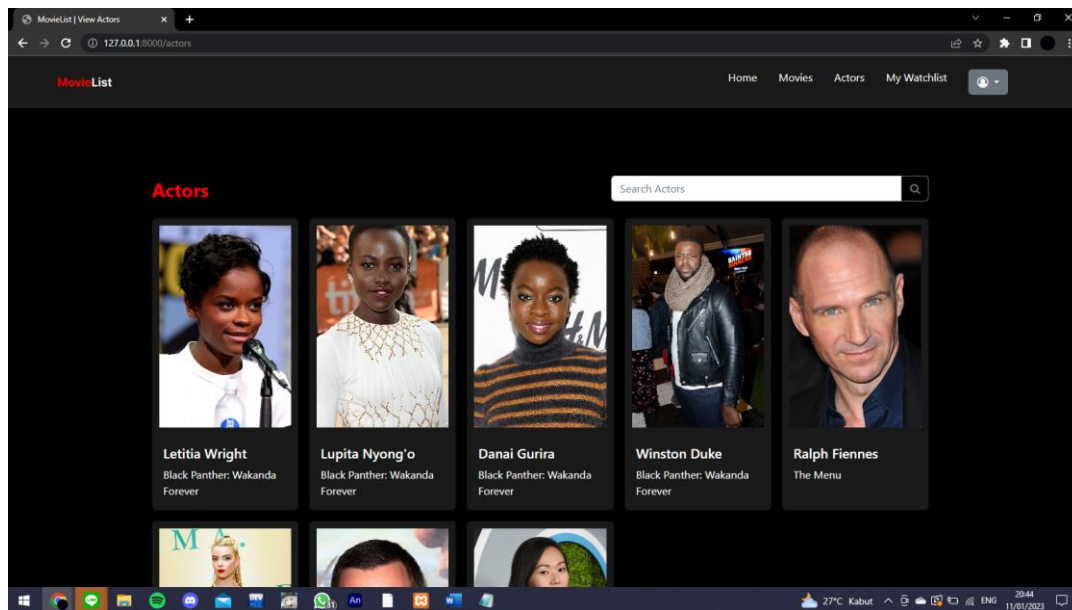 MovieList | View Actors
127.0.0.1:8000/actors
MovieList
Home Movies Actors My Watchlist
Actors
Search Actors
Letitia Wright
Black Panther: Wakanda
Forever
Lupita Nyong'o
Black Panther: Wakanda
Forever
Danai Gurira
Black Panther: Wakanda
Forever
Winston Duke
Black Panther: Wakanda
Forever
Ralph Fiennes
The Menu
M A.
27°C Kabut
ENG
20:44
11/01/2023